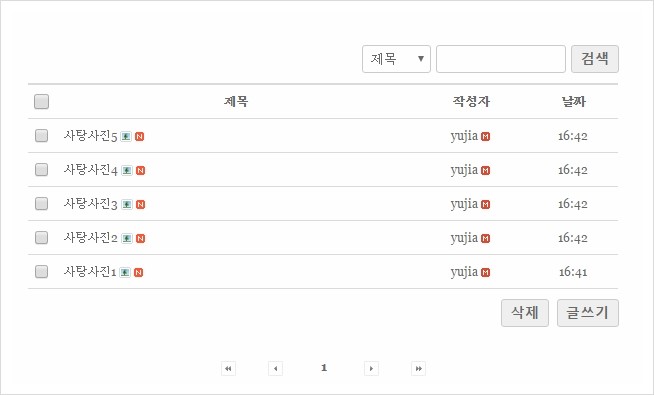 제목 검색
제목 작성자 날짜
사탕사진5 N yujia M 16:42
사탕사진4 N yujia M 16:42
사탕사진3 N yujia M 16:42
사탕사진2 N yujia M 16:42
사탕사진1 N yujia M 16:41
삭제 글쓰기
1